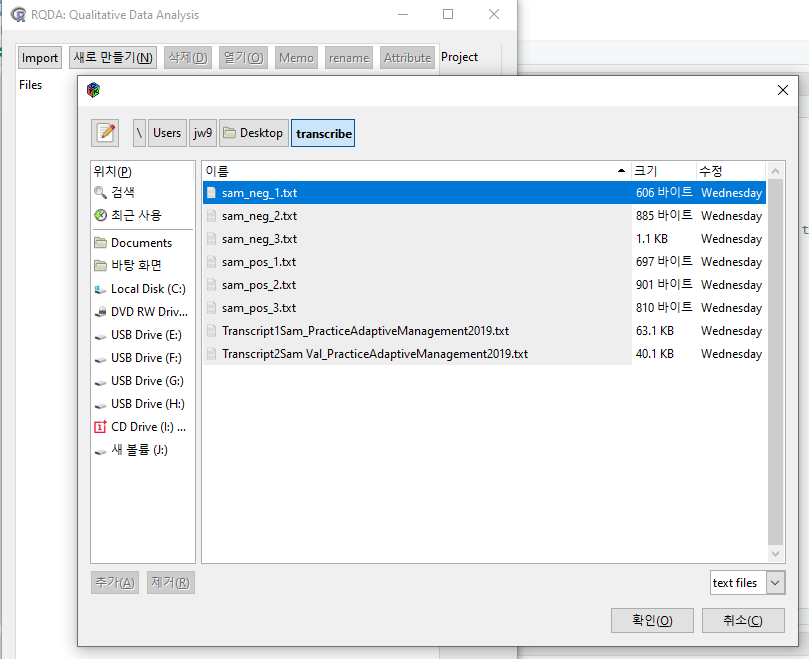 RQDA: Qualitative Data Analysis
Import 새로 만들기(N) 삭제(D) 열기(O) Memo rename Attribute Project
Files
\ Users jw9 Desktop transcribe
위치(P) 이름 크기 수정
검색 sam_neg_1.txt 606 바이트 Wednesday
최근 사용 sam_neg_2.txt 885 바이트 Wednesday
sam_neg_3.txt 1.1 KB Wednesday
Documents
바탕 화면 sam_pos_1.txt 697 바이트 Wednesday
Local Disk (C:) sam_pos_2.txt 901 바이트 Wednesday
DVD RW Driv... sam_pos_3.txt 810 바이트 Wednesday
USB Drive (E:) Transcript1Sam_PracticeAdaptiveManagement2019.txt 63.1 KB Wednesday
USB Drive (F:) Transcript2Sam Val_PracticeAdaptiveManagement2019.txt 40.1 KB Wednesday
USB Drive (G:)
USB Drive (H:)
CD Drive (I:) ...
새 볼륨 (J:)
추가(A) 제거(R) text files
확인(O) 취소(C)